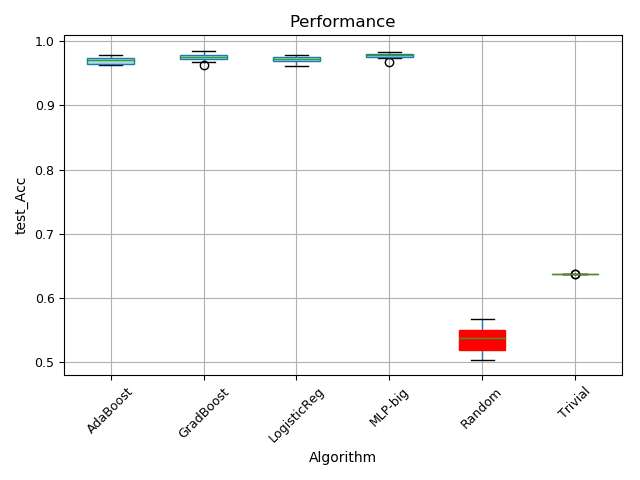 Performance
1.0
0.9
0.8
0.7
0.6
0.5
test_Acc
AdaBoost
GradBoost
LogisticReg
MLP-big
Random
Trivial
Algorithm